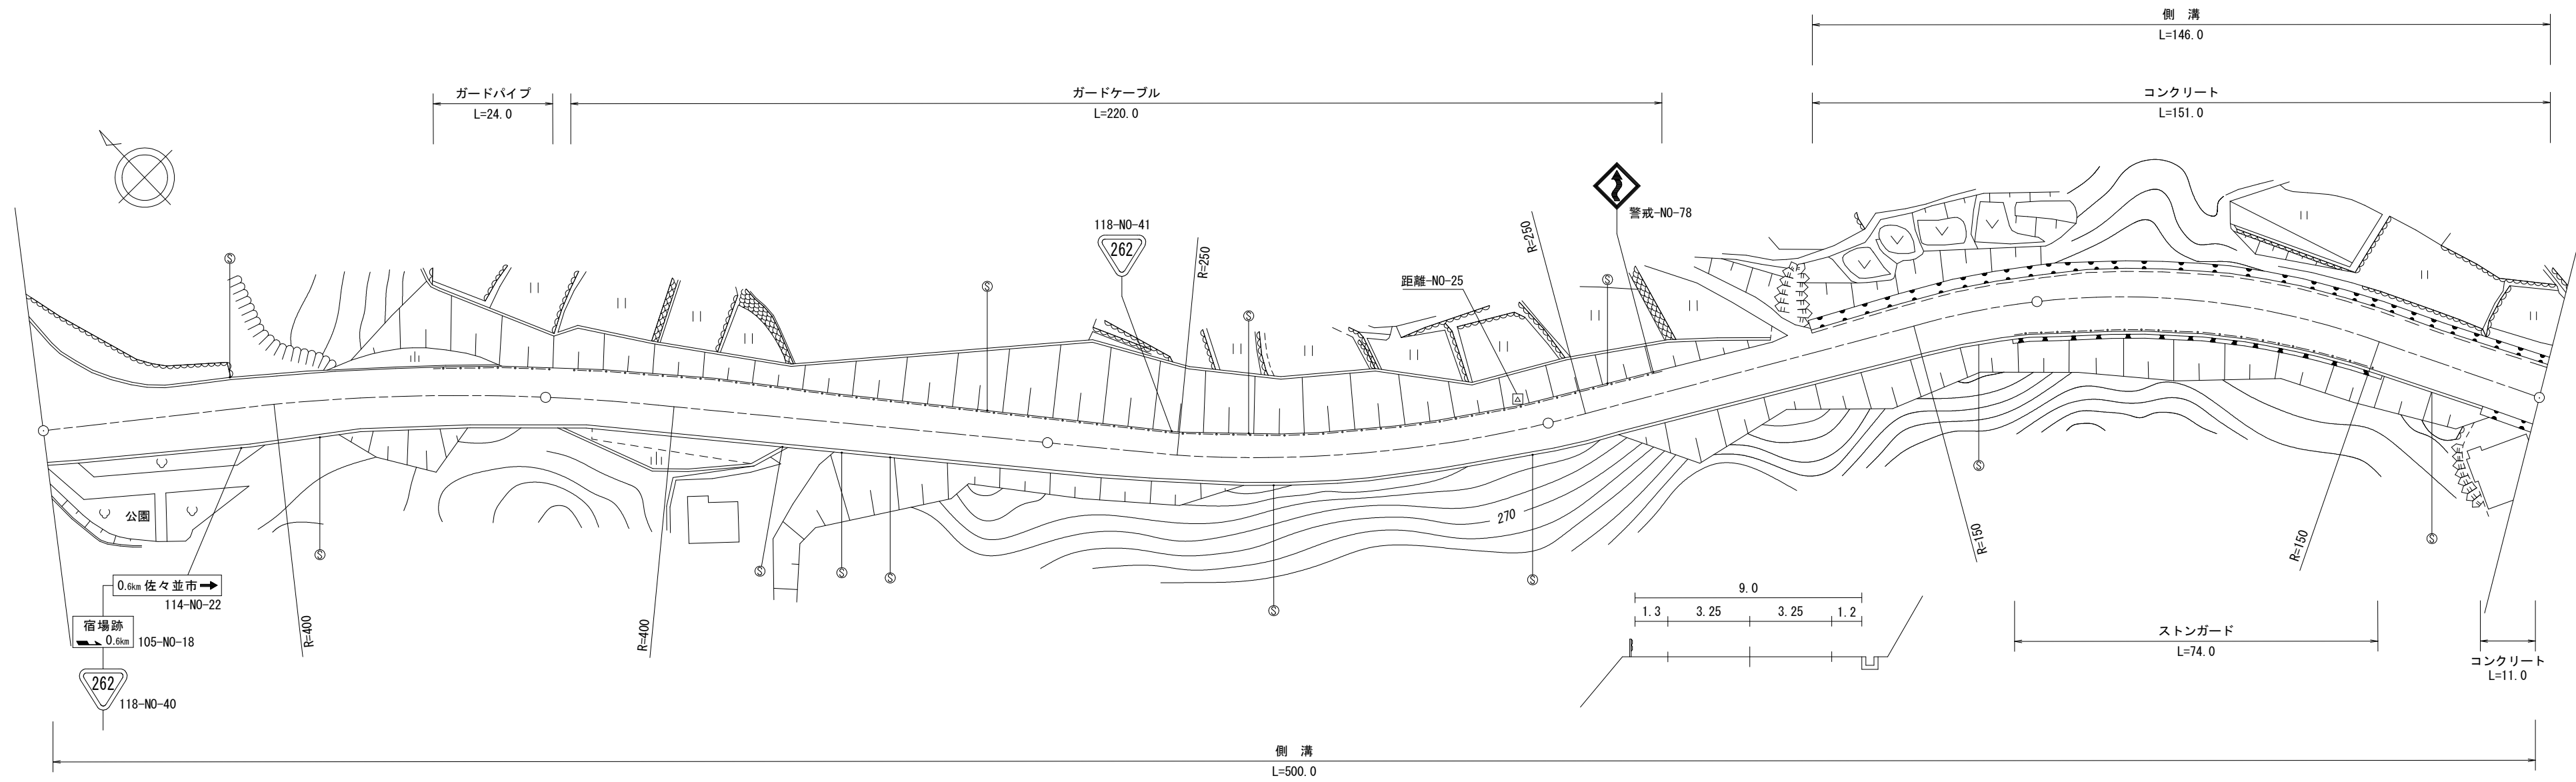 側 溝
L=146.0
ガードパイプ
L=24.0
ガードケーブル
L=220.0
コンクリート
L=151.0
警戒-NO-78
118-NO-41
262
R=250
R=250
距離-NO-25
270
公園
0.6km 佐々並市
114-NO-22
宿場跡
0.6km
105-NO-18
262
118-NO-40
R=400
R=400
R=150
R=150
9.0
1.3 3.25 3.25 1.2
ストンガード
L=74.0
コンクリート
L=11.0
側 溝
L=500.0
S
S
S
S
S
S
S
S
S
S
S
S
S